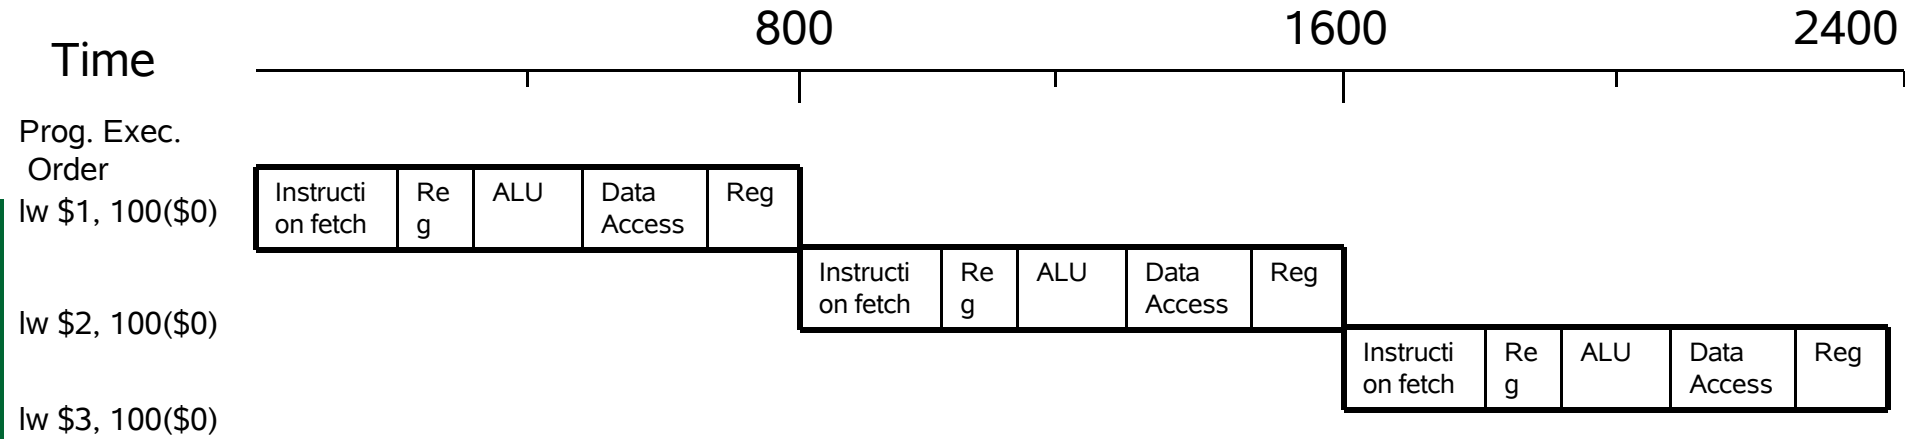 800 1600 2400
Time
Prog. Exec.
Order
lw $1, 100($0)
Instructi
on fetch
Re
g
ALU
Data
Access
Reg
Instructi
on fetch
Re
g
ALU
Data
Access
Reg
lw $2, 100($0)
Instructi
on fetch
Re
g
ALU
Data
Access
Reg
lw $3, 100($0)